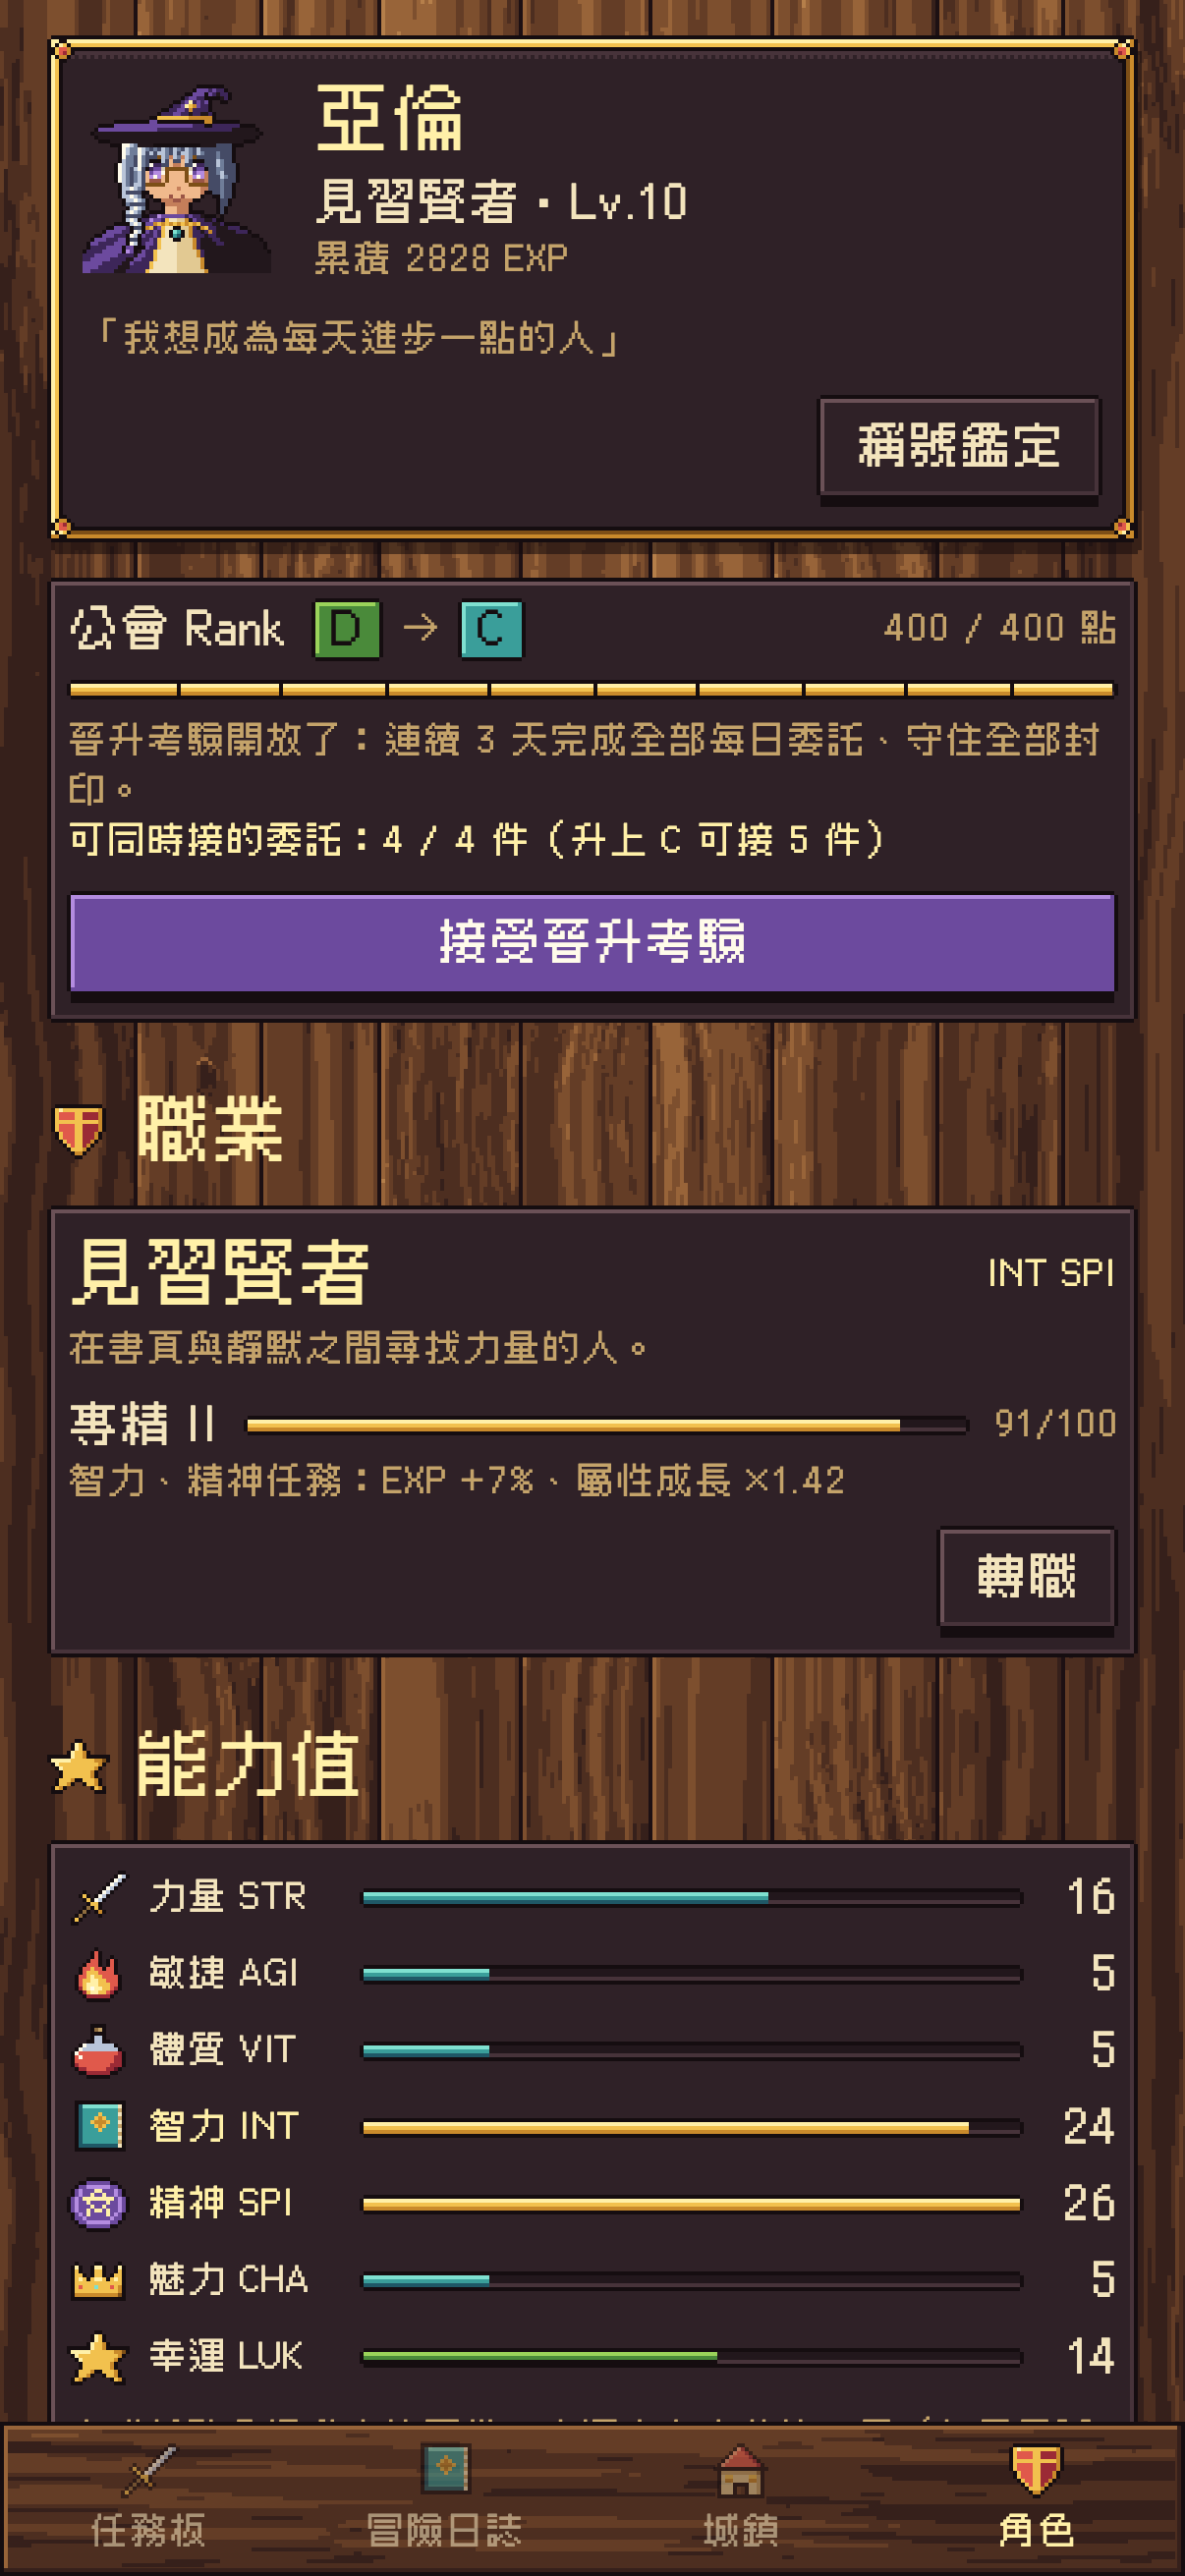 亞倫
見習賢者・Lv.10
累積 2828 EXP
「我想成為每天進步一點的人」
稱號鑑定
公會 Rank D → C 400 / 400 點
晉升考驗開放了：連續 3 天完成全部每日委託、守住全部封
印。
可同時接的委託：4 / 4 件（升上 C 可接 5 件）
接受晉升考驗
職業
見習賢者 INT SPI
在書頁與靜默之間尋找力量的人。
專精 II 91/100
智力、精神任務：EXP +7%、屬性成長 ×1.42
轉職
能力值
力量 STR 16
敏捷 AGI 5
體質 VIT 5
智力 INT 24
精神 SPI 26
魅力 CHA 5
幸運 LUK 14
任務板 冒險日誌 城鎮 角色